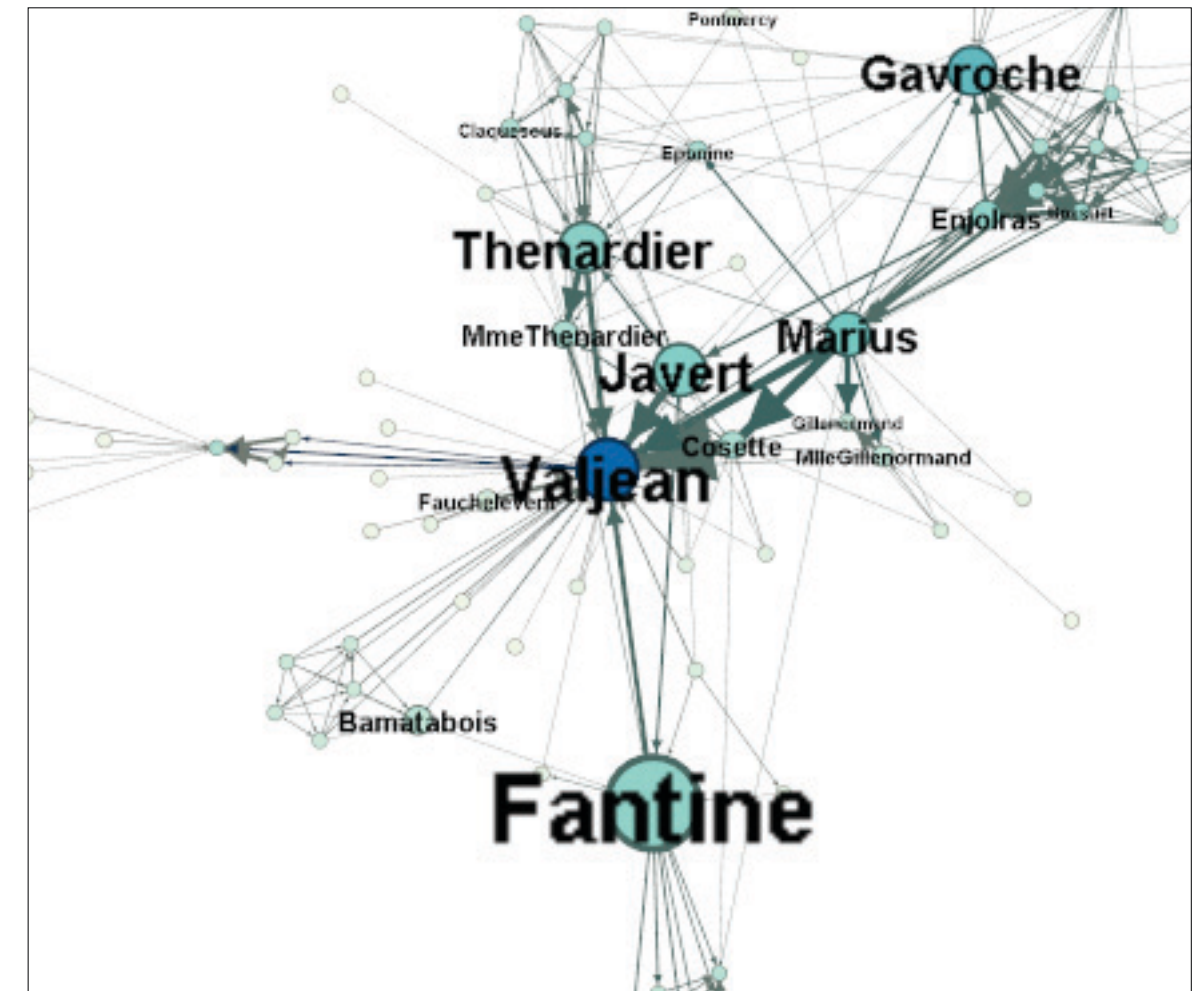 Pontmercy
Gavroche
Claquesous
Eponine
Enjolras
Thenardier
MmeThenardier
Marius
Javert
Gillenormand
Cosette
MlleGillenormand
Valjean
Fauchelevent
Bamatabois
Fantine